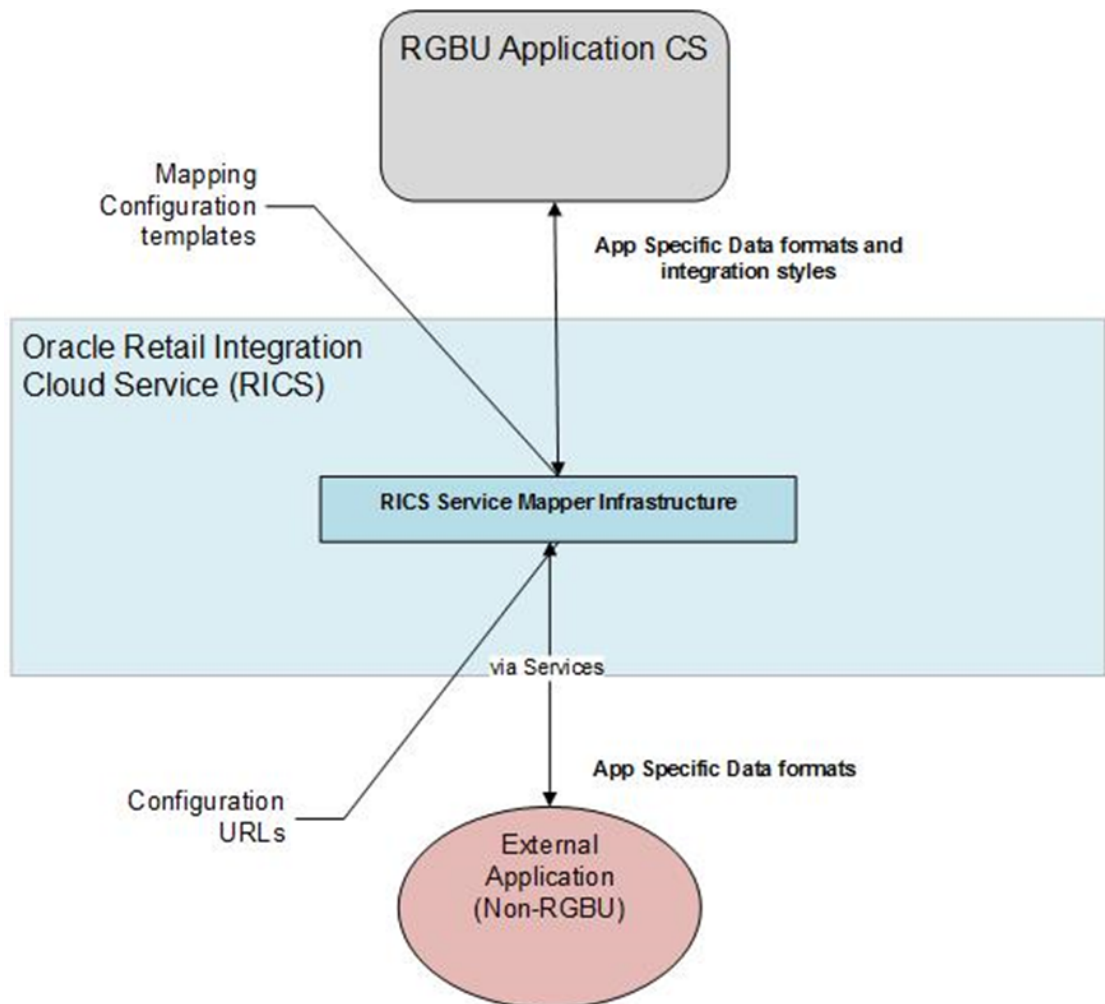 RGBU Application CS
Mapping
Configuration
templates
App Specific Data formats and
integration styles
Oracle Retail Integration
Cloud Service (RICS)
RICS Service Mapper Infrastructure
via Services
App Specific Data formats
Configuration
URLs
External
Application
(Non-RGBU)